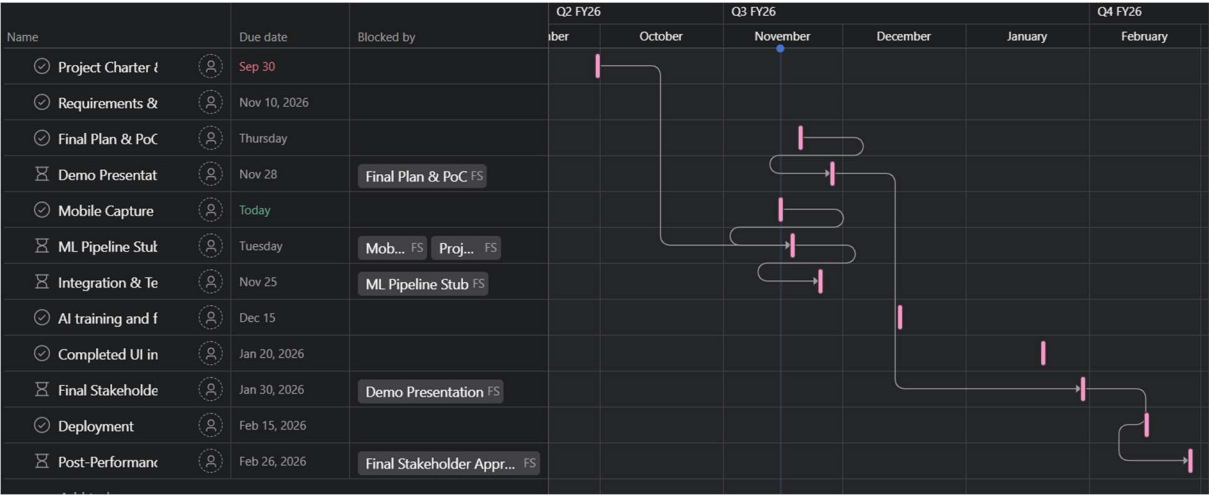 Q2 FY26 Q3 FY26 Q4 FY26
Name Due date Blocked by ber October November December January February
Project Charter & Sep 30
Requirements & Nov 10, 2026
Final Plan & PoC Thursday
Demo Presentat Nov 28 Final Plan & PoC FS
Mobile Capture Today
ML Pipeline Stub Tuesday Mob... FS Proj... FS
Integration & Te Nov 25 ML Pipeline Stub FS
AI training and f Dec 15
Completed UI in Jan 20, 2026
Final Stakeholde Jan 30, 2026 Demo Presentation FS
Deployment Feb 15, 2026
Post-Performanc Feb 26, 2026 Final Stakeholder Appr... FS